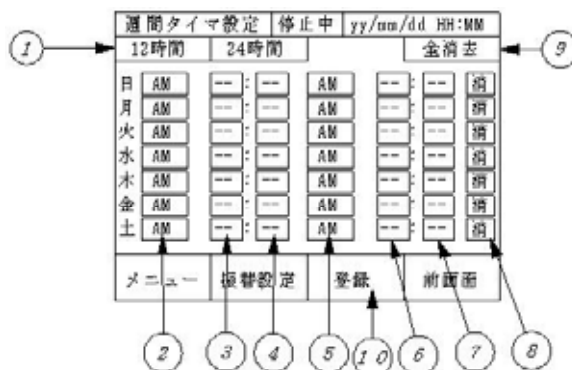 週間タイマ設定 停止中 yy/mm/dd HH:MM
12時間 24時間 全消去
日 AM --:-- AM --:-- 消
月 AM --:-- AM --:-- 消
火 AM --:-- AM --:-- 消
水 AM --:-- AM --:-- 消
木 AM --:-- AM --:-- 消
金 AM --:-- AM --:-- 消
土 AM --:-- AM --:-- 消
メニュー 振替設定 登録 前画面
1
9
2
3
4
5
10
6
7
8